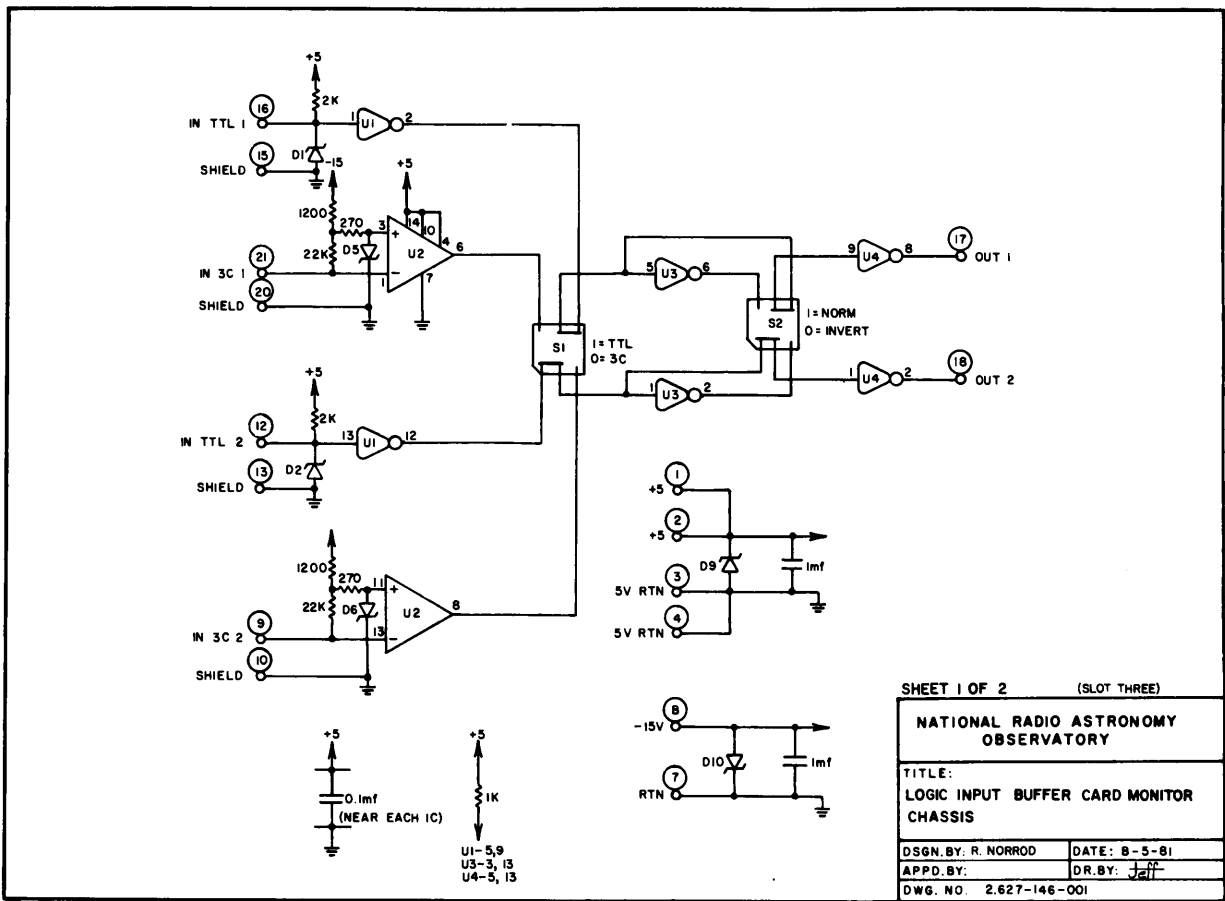 +5
2K
16
IN TTL 1
1
U1
2
15
SHIELD
D1
-15
+5
1200
270
3
+
14
10
4
22K
D5
U2
6
21
IN 3C 1
1
-
7
20
SHIELD
S1
1 = TTL
0 = 3C
5
U3
6
1
U3
2
S2
1 = NORM
0 = INVERT
9
U4
8
17
OUT 1
1
U4
2
18
OUT 2
+5
2K
12
IN TTL 2
13
U1
12
13
SHIELD
D2
1200
270
11
+
22K
D6
U2
8
9
IN 3C 2
13
-
10
SHIELD
1
+5
2
+5
D9
1mf
3
5V RTN
4
5V RTN
8
-15V
D10
1mf
7
RTN
+5
0.1mf
(NEAR EACH IC)
+5
1K
U1-5,9
U3-3, 13
U4-5, 13
SHEET 1 OF 2 (SLOT THREE)
NATIONAL RADIO ASTRONOMY
OBSERVATORY
TITLE:
LOGIC INPUT BUFFER CARD MONITOR
CHASSIS
DSGN. BY: R. NORROD DATE: 8-5-81
APPD. BY: DR. BY: Jeff
DWG. NO. 2.627-146-001